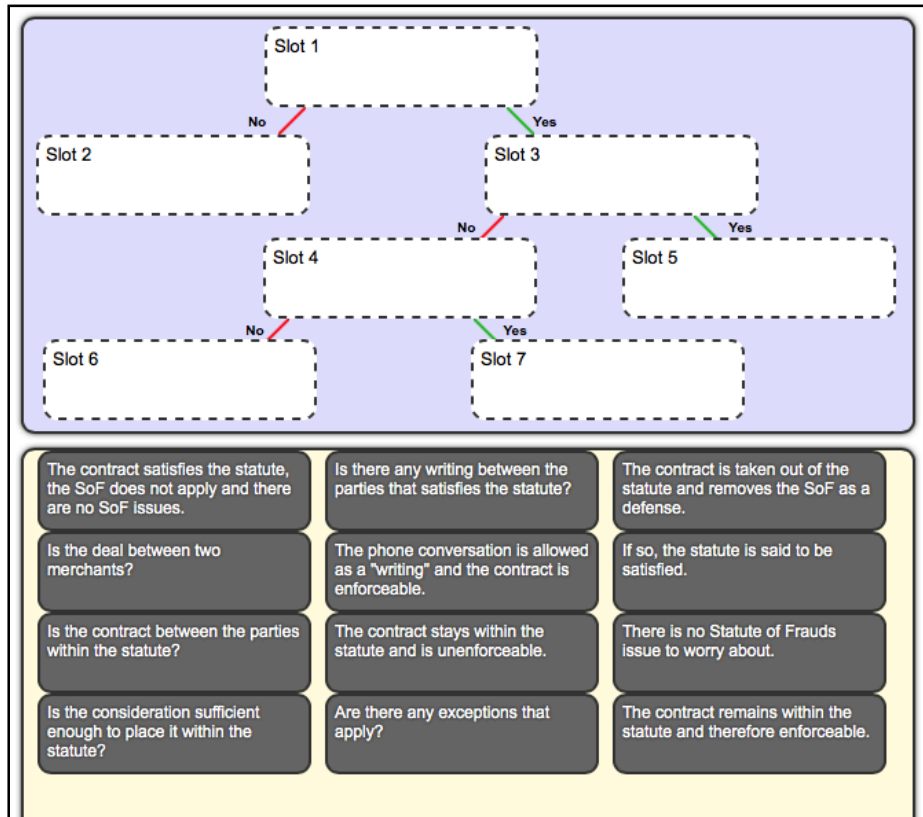 Slot 1
No
Yes
Slot 2
Slot 3
No
Yes
Slot 4
Slot 5
No
Yes
Slot 6
Slot 7
The contract satisfies the statute,
the SoF does not apply and there
are no SoF issues.
Is there any writing between the
parties that satisfies the statute?
The contract is taken out of the
statute and removes the SoF as a
defense.
Is the deal between two
merchants?
The phone conversation is allowed
as a "writing" and the contract is
enforceable.
If so, the statute is said to be
satisfied.
Is the contract between the parties
within the statute?
The contract stays within the
statute and is unenforceable.
There is no Statute of Frauds
issue to worry about.
Is the consideration sufficient
enough to place it within the
statute?
Are there any exceptions that
apply?
The contract remains within the
statute and therefore enforceable.